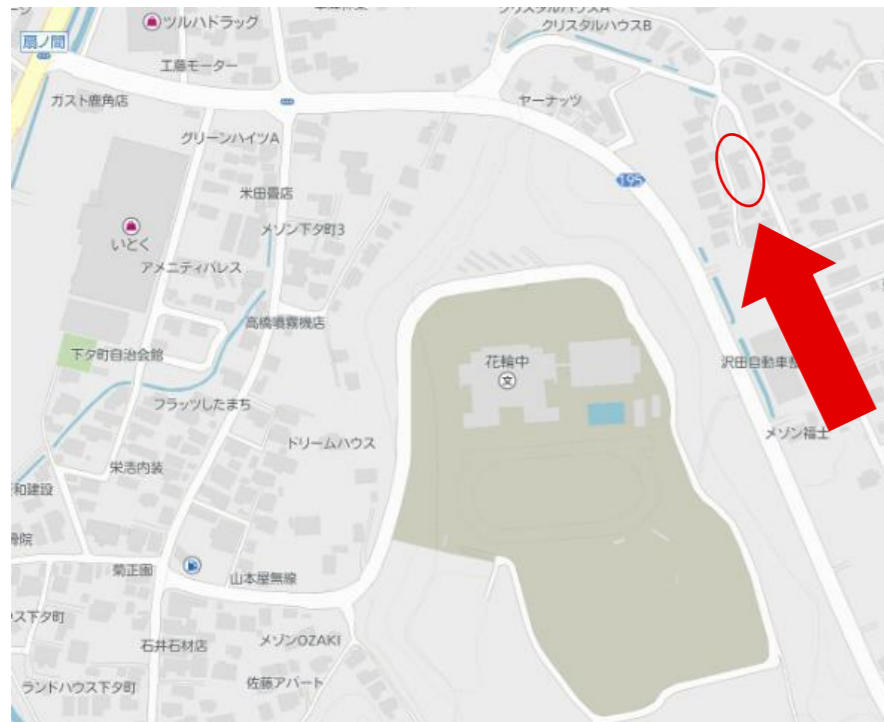 ツルハドラッグ
クリスタルハウスB
扇ノ間
工藤モーター
ガスト鹿角店
ヤーナッツ
グリーンハイツA
195
米田畳店
メゾン下夕町3
いとく
アメニティパレス
高橋噴霧機店
下夕町自治会館
花輪中
文
沢田自動車整
フラッツしたまち
メゾン福士
ドリームハウス
栄浩内装
和建設
骨院
菊正園
山本屋無線
ス下夕町
石井石材店
メゾンOZAKI
ランドハウス下夕町
佐藤アパート